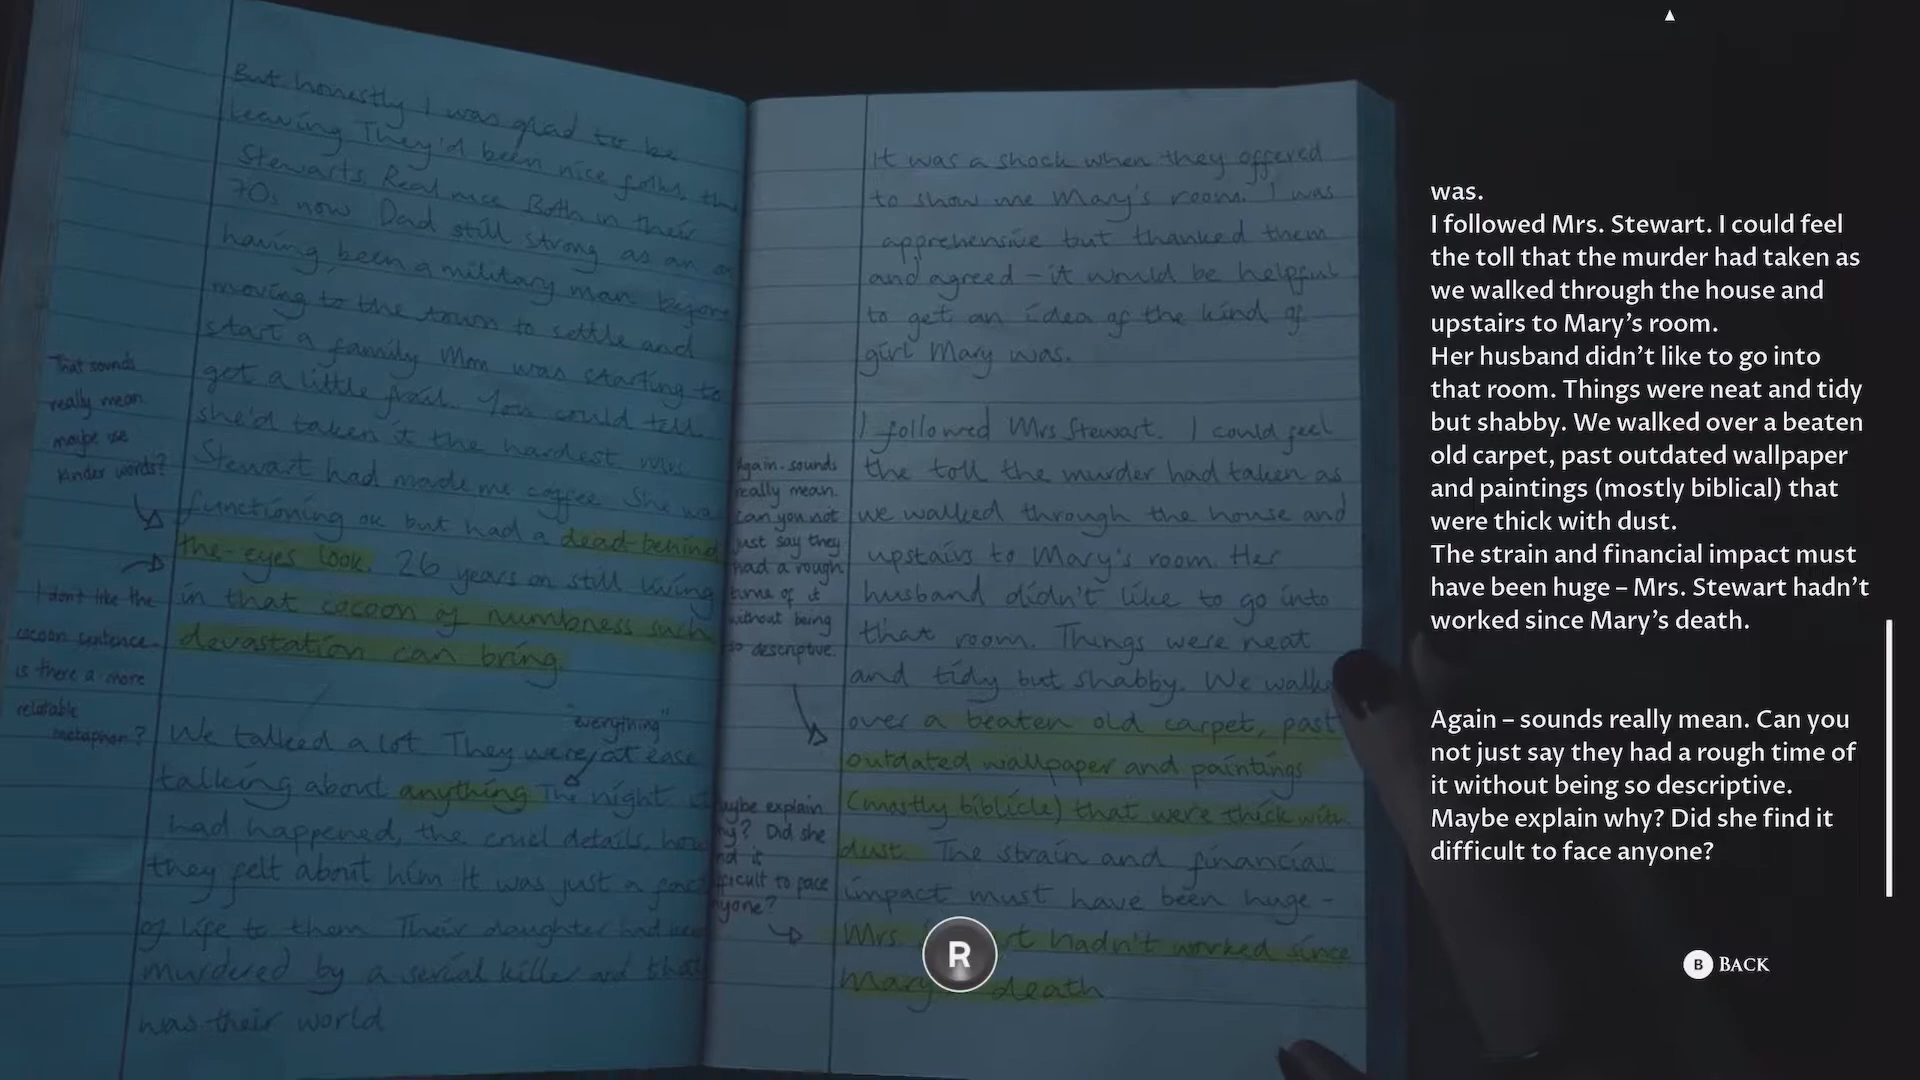 But honestly I was glad to be
leaving They'd been nice folks, the
Stewarts Real nice Both in their
70s now Dad still strong as an
having been a military man before
moving to the town to settle and
start a family Mom was starting to
get a little frail. You could tell
she'd taken it the hardest Mrs
Stewart had made me coffee She was
functioning ok but had a dead-behind
the-eyes look. 26 years on still living
in that cocoon of numbness such
devastation can bring.
That sounds
really mean
maybe use
kinder words?
I don't like the
cocoon sentence-
is there a more
relatable
metaphor?
"everything"
We talked a lot. They were at ease
talking about anything The night it
had happened, the cruel details, how
they felt about him It was just a fact
of life to them Their daughter had been
murdered by a serial killer and that
was their world
It was a shock when they offered
to show me Mary's room. I was
apprehensive but thanked them
and agreed - it would be helpful
to get an idea of the kind of
girl Mary was.
I followed Mrs Stewart. I could feel
the toll the murder had taken as
we walked through the house and
upstairs to Mary's room. Her
husband didn't like to go into
that room. Things were neat
and tidy but shabby. We walked
over a beaten old carpet, past
outdated wallpaper and paintings
(mostly biblicle) that were thick with
dust. The strain and financial
impact must have been huge -
Mrs. rt hadn't worked since
Mary death
Again-sounds
really mean.
can you not
just say they
had a rough
time of it
without being
so descriptive.
aybe explain
hy? Did she
nd it
ficult to face
nyone?
was.
I followed Mrs. Stewart. I could feel
the toll that the murder had taken as
we walked through the house and
upstairs to Mary's room.
Her husband didn't like to go into
that room. Things were neat and tidy
but shabby. We walked over a beaten
old carpet, past outdated wallpaper
and paintings (mostly biblical) that
were thick with dust.
The strain and financial impact must
have been huge – Mrs. Stewart hadn't
worked since Mary's death.
Again – sounds really mean. Can you
not just say they had a rough time of
it without being so descriptive.
Maybe explain why? Did she find it
difficult to face anyone?
R
B BACK